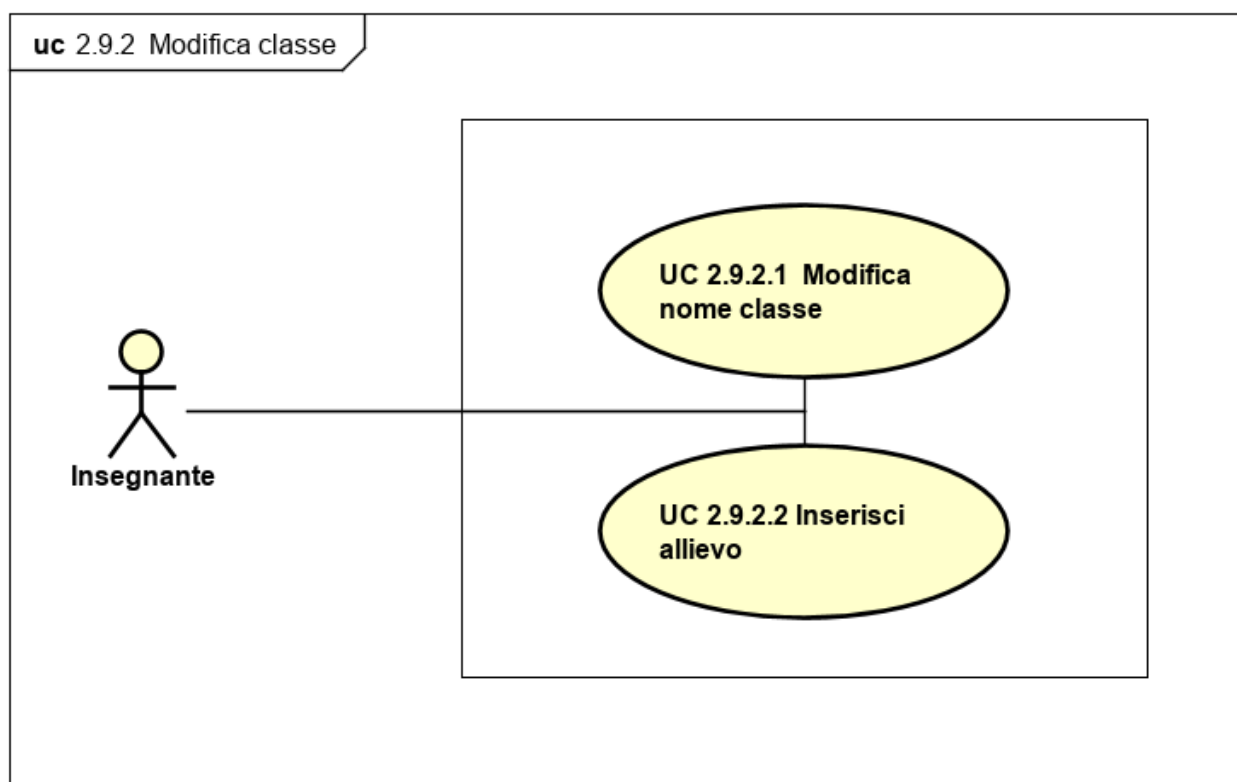 uc 2.9.2 Modifica classe
UC 2.9.2.1 Modifica
nome classe
Insegnante
UC 2.9.2.2 Inserisci
allievo